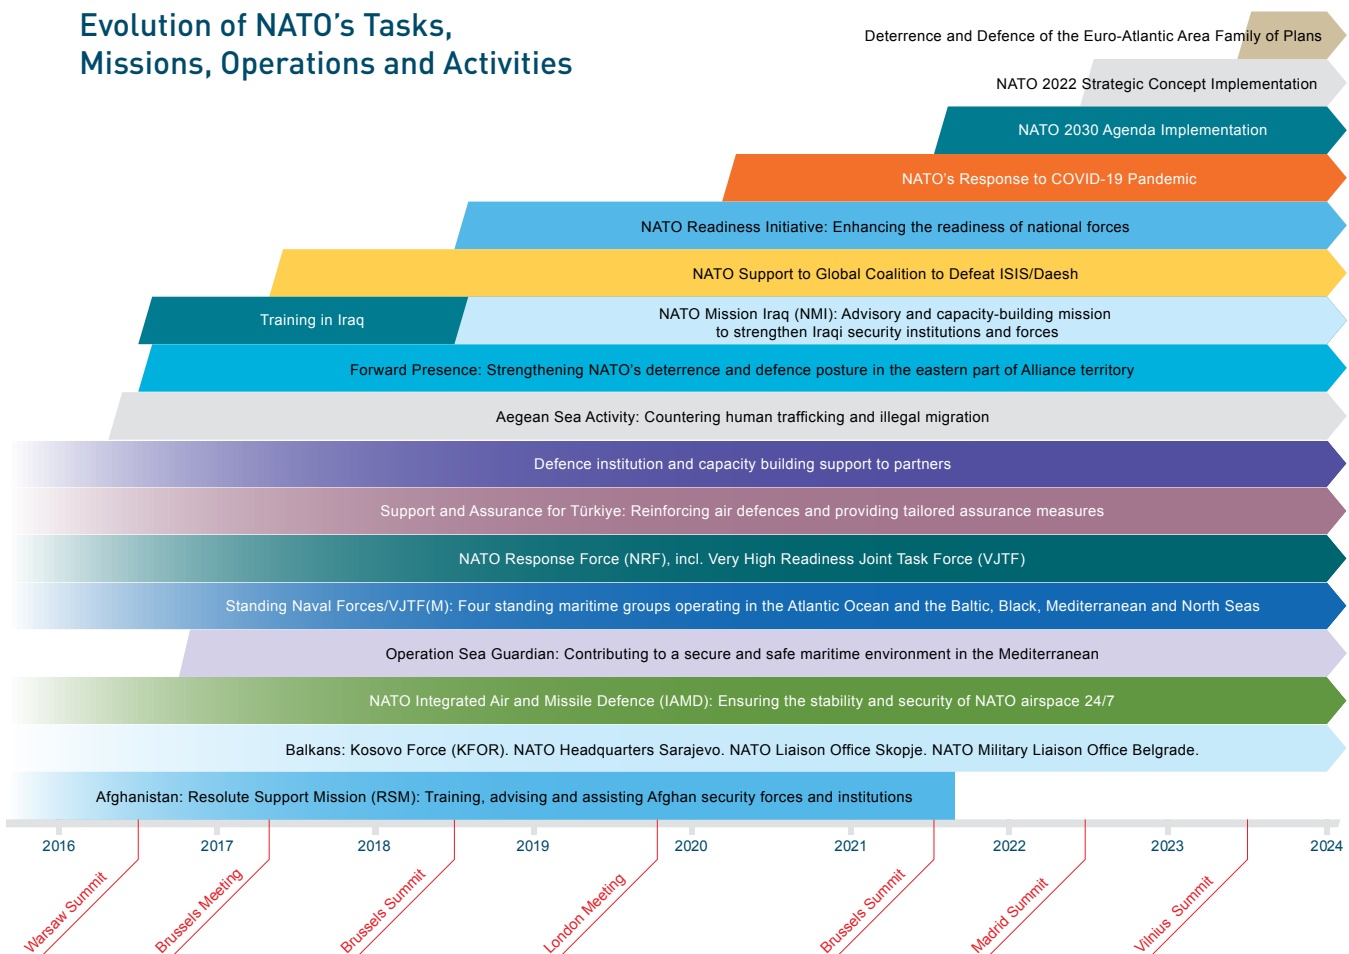 Evolution of NATO’s Tasks,
Missions, Operations and Activities
Deterrence and Defence of the Euro-Atlantic Area Family of Plans
NATO 2022 Strategic Concept Implementation
NATO 2030 Agenda Implementation
NATO’s Response to COVID-19 Pandemic
NATO Readiness Initiative: Enhancing the readiness of national forces
NATO Support to Global Coalition to Defeat ISIS/Daesh
Training in Iraq
NATO Mission Iraq (NMI): Advisory and capacity-building mission
to strengthen Iraqi security institutions and forces
Forward Presence: Strengthening NATO’s deterrence and defence posture in the eastern part of Alliance territory
Aegean Sea Activity: Countering human trafficking and illegal migration
Defence institution and capacity building support to partners
Support and Assurance for Türkiye: Reinforcing air defences and providing tailored assurance measures
NATO Response Force (NRF), incl. Very High Readiness Joint Task Force (VJTF)
Standing Naval Forces/VJTF(M): Four standing maritime groups operating in the Atlantic Ocean and the Baltic, Black, Mediterranean and North Seas
Operation Sea Guardian: Contributing to a secure and safe maritime environment in the Mediterranean
NATO Integrated Air and Missile Defence (IAMD): Ensuring the stability and security of NATO airspace 24/7
Balkans: Kosovo Force (KFOR). NATO Headquarters Sarajevo. NATO Liaison Office Skopje. NATO Military Liaison Office Belgrade.
Afghanistan: Resolute Support Mission (RSM): Training, advising and assisting Afghan security forces and institutions
2016 2017 2018 2019 2020 2021 2022 2023 2024
Warsaw Summit
Brussels Meeting
Brussels Summit
London Meeting
Brussels Summit
Madrid Summit
Vilnius Summit